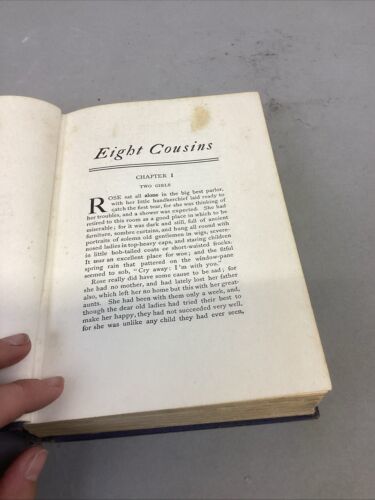 Eight Cousins
CHAPTER I
TWO GIRLS
ROSE sat all alone in the big best parlor,
with her little handkerchief laid ready to
catch the first tear, for she was thinking of
her troubles, and a shower was expected. She had
retired to this room as a good place in which to be
miserable; for it was dark and still, full of ancient
furniture, sombre curtains, and hung all round with
portraits of solemn old gentlemen in wigs, severe-
nosed ladies in top-heavy caps, and staring children
in little bob-tailed coats or short-waisted frocks.
It was an excellent place for woe; and the fitful
spring rain that pattered on the window-pane
seemed to sob, "Cry away: I'm with you."
Rose really did have some cause to be sad; for
she had no mother, and had lately lost her father
also, which left her no home but this with her great-
aunts. She had been with them only a week, and,
though the dear old ladies had tried their best to
make her happy, they had not succeeded very well,
for she was unlike any child they had ever seen,